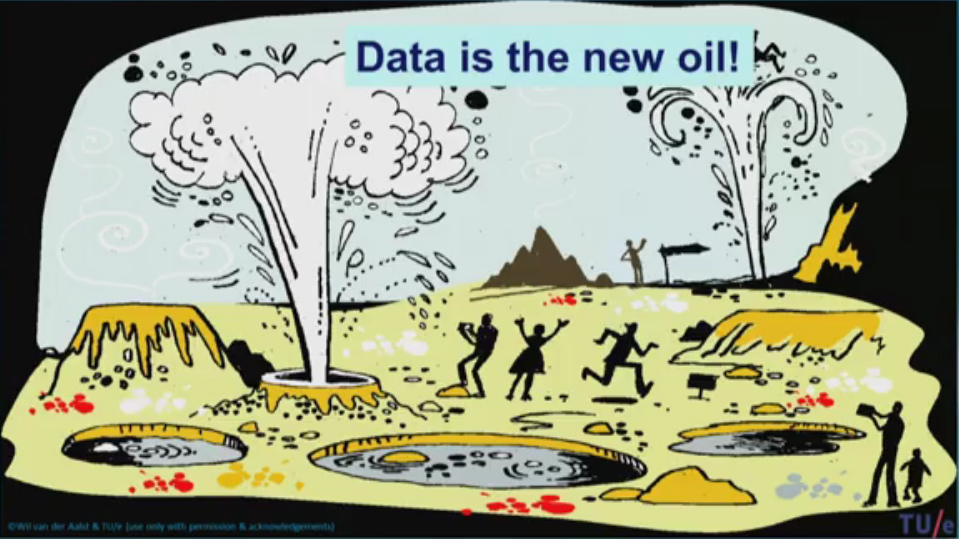 Data is the new oil!
©Wil van der Aalst & TU/e (use only with permission & acknowledgements)
TU/e